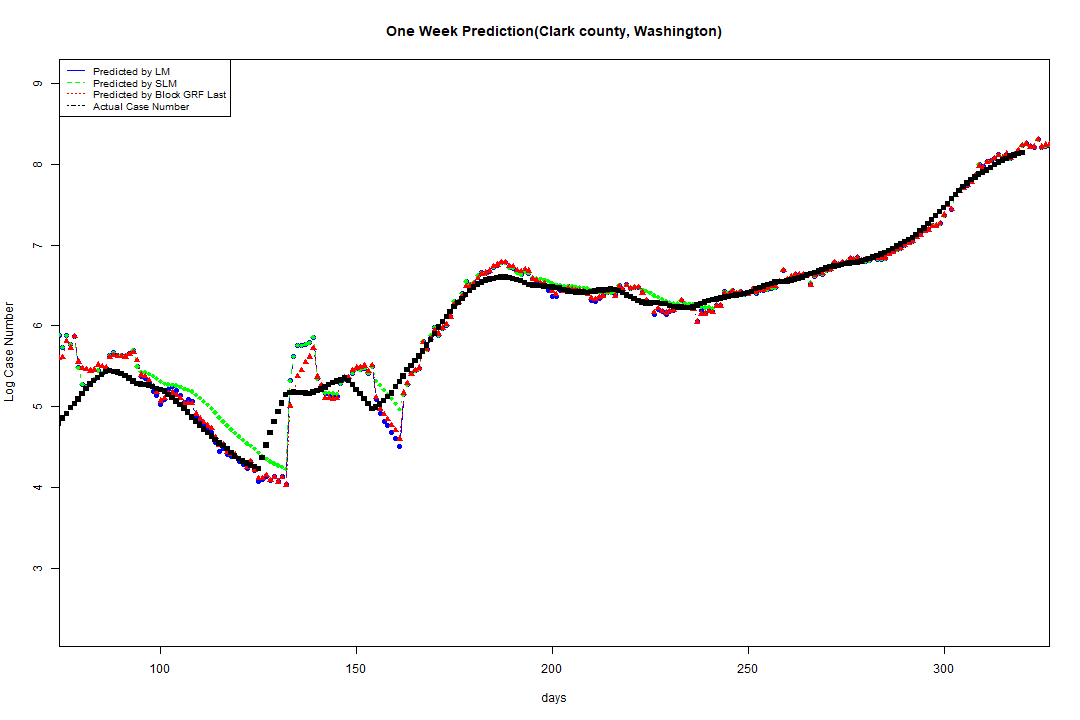 One Week Prediction(Clark county, Washington)
Predicted by LM
Predicted by SLM
Predicted by Block GRF Last
Actual Case Number
9
8
7
6
5
4
3
Log Case Number
100 150 200 250 300
days